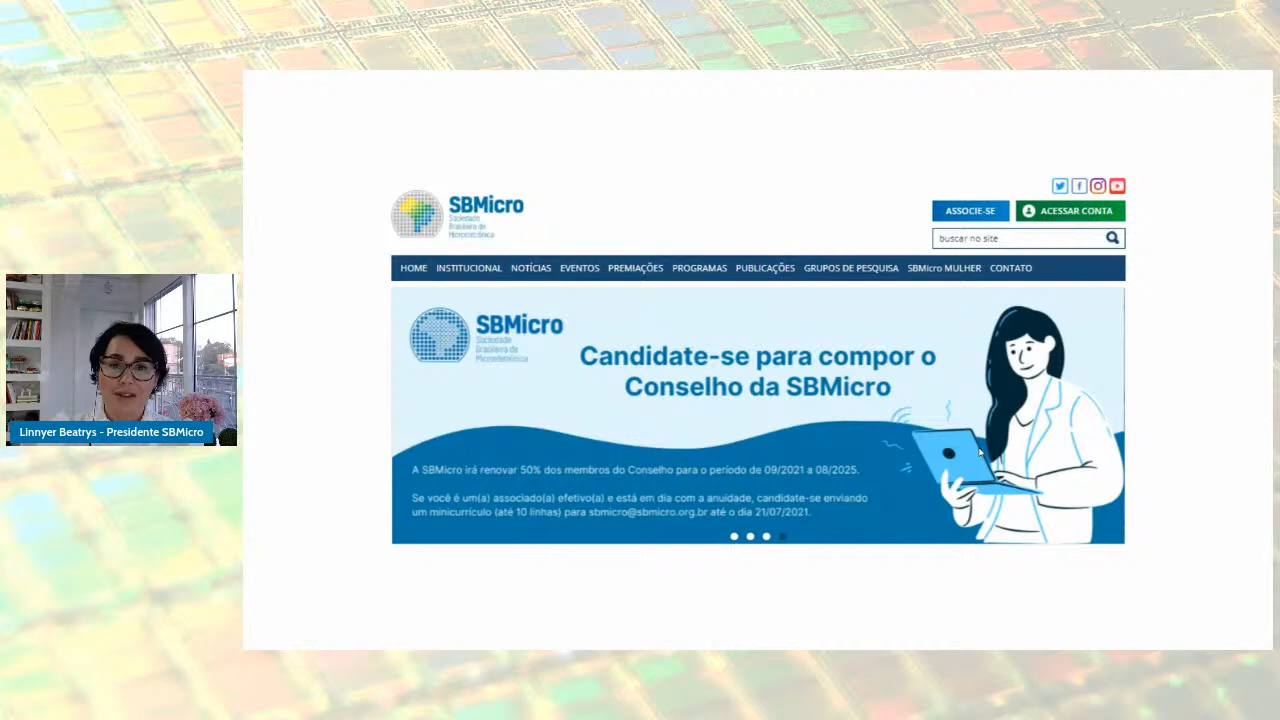 SBMicro
Sociedade
Brasileira de
Microeletrônica
ASSOCIE-SE
ACESSAR CONTA
buscar no site
HOME INSTITUCIONAL NOTÍCIAS EVENTOS PREMIAÇÕES PROGRAMAS PUBLICAÇÕES GRUPOS DE PESQUISA SBMicro MULHER CONTATO
SBMicro
Sociedade
Brasileira de
Microeletrônica
Candidate-se para compor o
Conselho da SBMicro
A SBMicro irá renovar 50% dos membros do Conselho para o período de 09/2021 a 08/2025.
Se você é um(a) associado(a) efetivo(a) e está em dia com a anuidade, candidate-se enviando
um minicurrículo (até 10 linhas) para sbmicro@sbmicro.org.br até o dia 21/07/2021.
Linnyer Beatrys - Presidente SBMicro